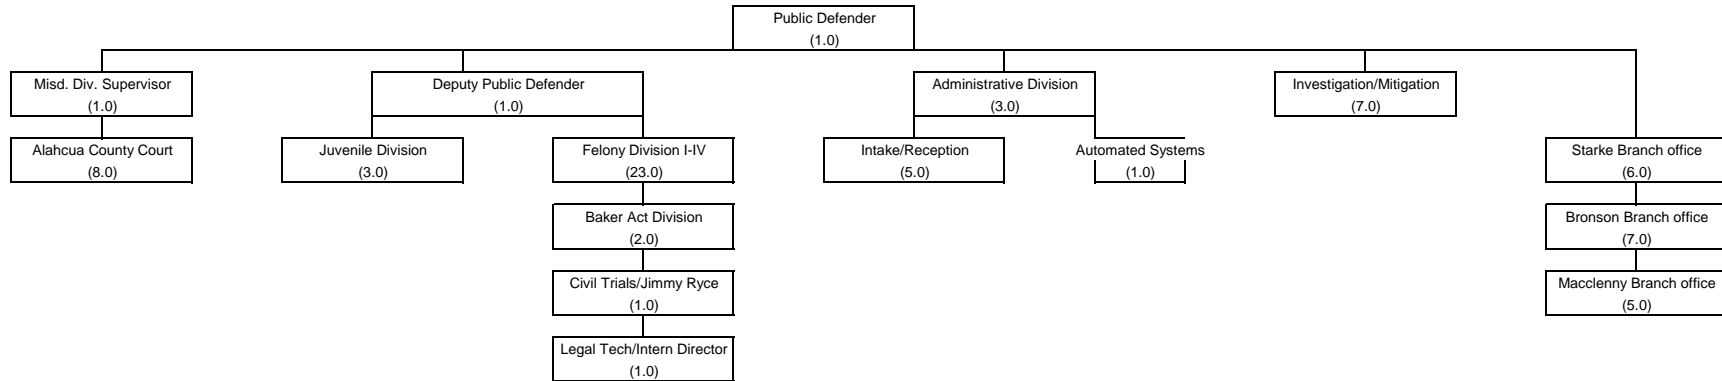 Public Defender
(1.0)
Misd. Div. Supervisor
(1.0)
Deputy Public Defender
(1.0)
Administrative Division
(3.0)
Investigation/Mitigation
(7.0)
Alahcua County Court
(8.0)
Juvenile Division
(3.0)
Felony Division I-IV
(23.0)
Intake/Reception
(5.0)
Automated Systems
(1.0)
Starke Branch office
(6.0)
Baker Act Division
(2.0)
Bronson Branch office
(7.0)
Civil Trials/Jimmy Ryce
(1.0)
Macclenny Branch office
(5.0)
Legal Tech/Intern Director
(1.0)